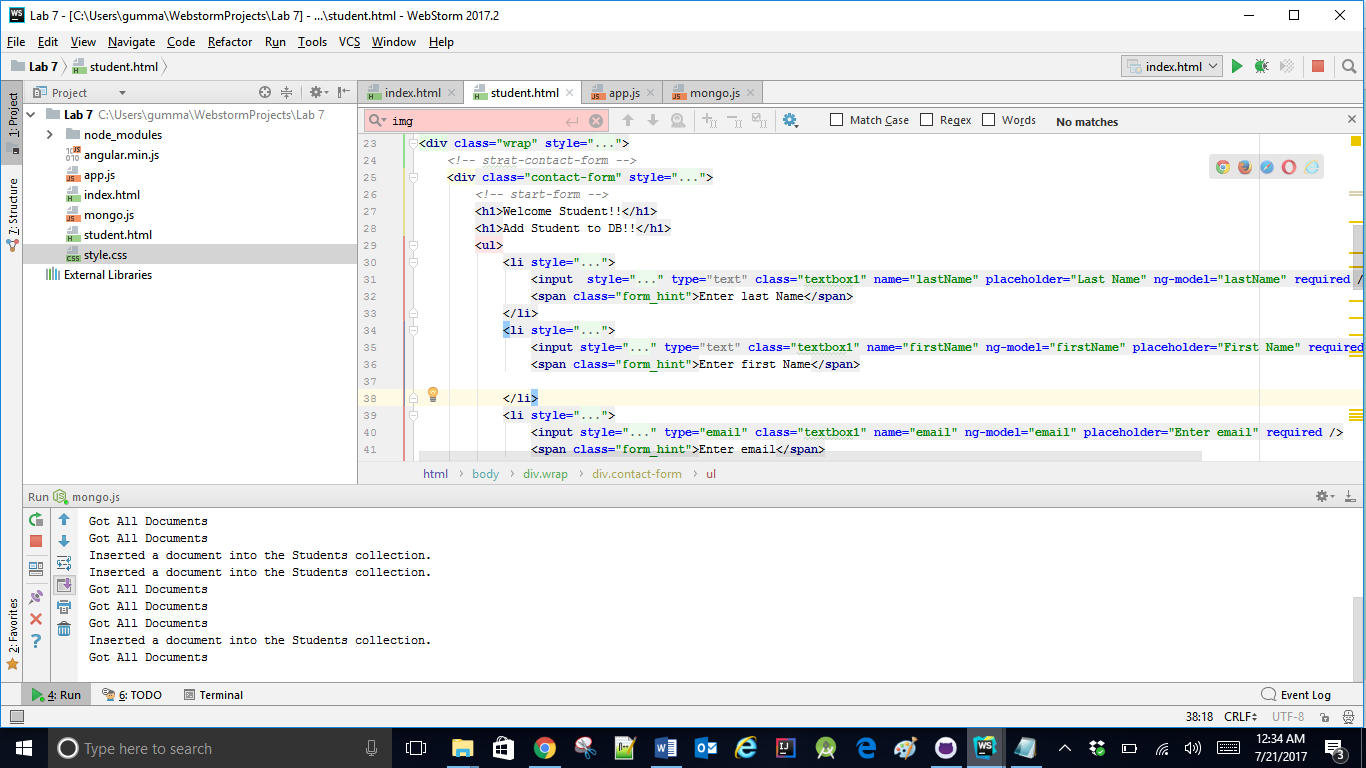 Lab 7 - [C:\Users\gumma\WebstormProjects\Lab 7] - ...\student.html - WebStorm 2017.2
File Edit View Navigate Code Refactor Run Tools VCS Window Help
Lab 7 student.html index.html
1: Project
7: Structure
2: Favorites
Project
Lab 7 C:\Users\gumma\WebstormProjects\Lab 7
node_modules
angular.min.js
app.js
index.html
mongo.js
student.html
style.css
External Libraries
index.html student.html app.js mongo.js
img Match Case Regex Words No matches
23 <div class="wrap" style="...">
24 <!-- strat-contact-form -->
25 <div class="contact-form" style="...">
26 <!-- start-form -->
27 <h1>Welcome Student!!</h1>
28 <h1>Add Student to DB!!</h1>
29 <ul>
30 <li style="...">
31 <input  style="..." type="text" class="textbox1" name="lastName" placeholder="Last Name" ng-model="lastName" required /
32 <span class="form_hint">Enter last Name</span>
33 </li>
34 <li style="...">
35 <input style="..." type="text" class="textbox1" name="firstName" ng-model="firstName" placeholder="First Name" required
36 <span class="form_hint">Enter first Name</span>
37
38 </li>
39 <li style="...">
40 <input style="..." type="email" class="textbox1" name="email" ng-model="email" placeholder="Enter email" required />
41 <span class="form_hint">Enter email</span>
html body div.wrap div.contact-form ul
Run mongo.js
Got All Documents
Got All Documents
Inserted a document into the Students collection.
Inserted a document into the Students collection.
Got All Documents
Got All Documents
Got All Documents
Inserted a document into the Students collection.
Got All Documents
4: Run 6: TODO Terminal Event Log
38:18 CRLF UTF-8
Type here to search
12:34 AM
7/21/2017
3